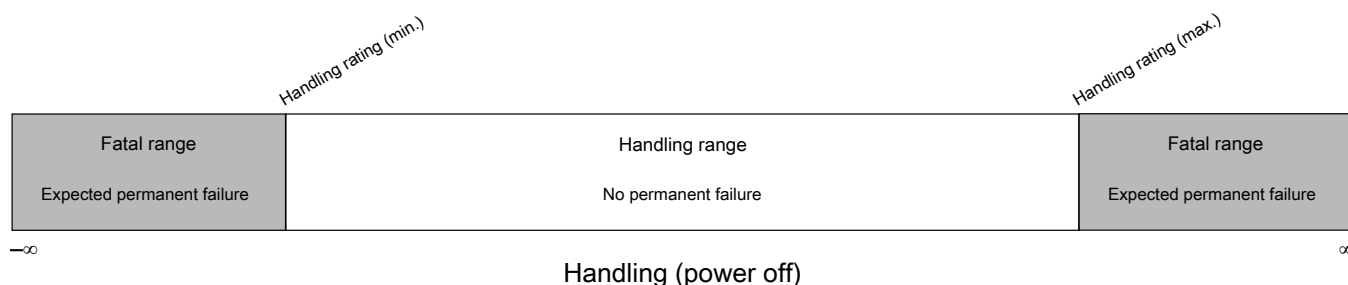 Handling rating (min.)
Handling rating (max.)
Fatal range
Handling range
Fatal range
Expected permanent failure
No permanent failure
Expected permanent failure
–∞
∞
Handling (power off)